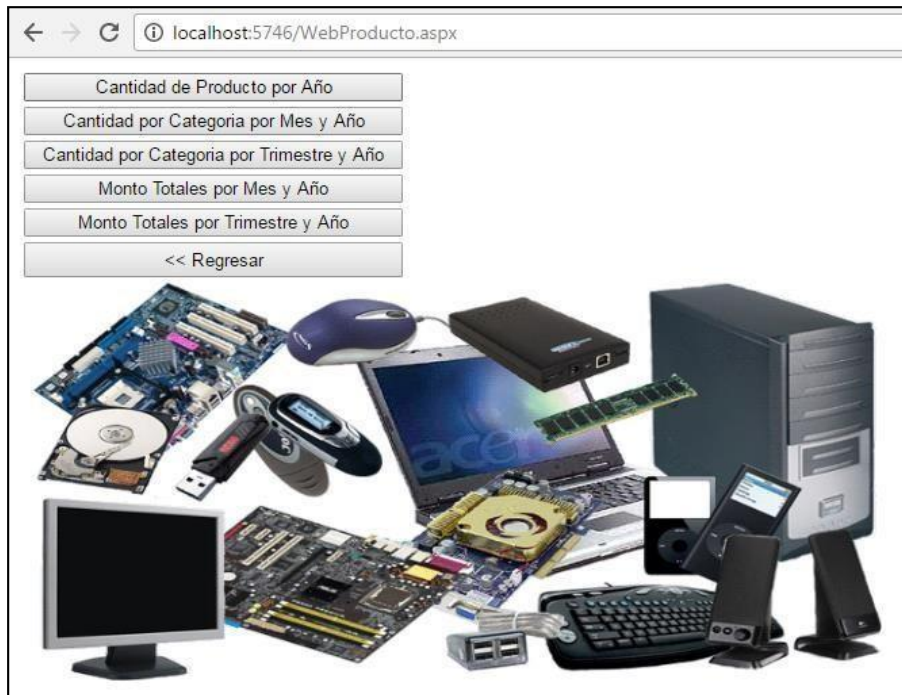 localhost:5746/WebProducto.aspx
Cantidad de Producto por Año
Cantidad por Categoria por Mes y Año
Cantidad por Categoria por Trimestre y Año
Monto Totales por Mes y Año
Monto Totales por Trimestre y Año
<< Regresar
acer